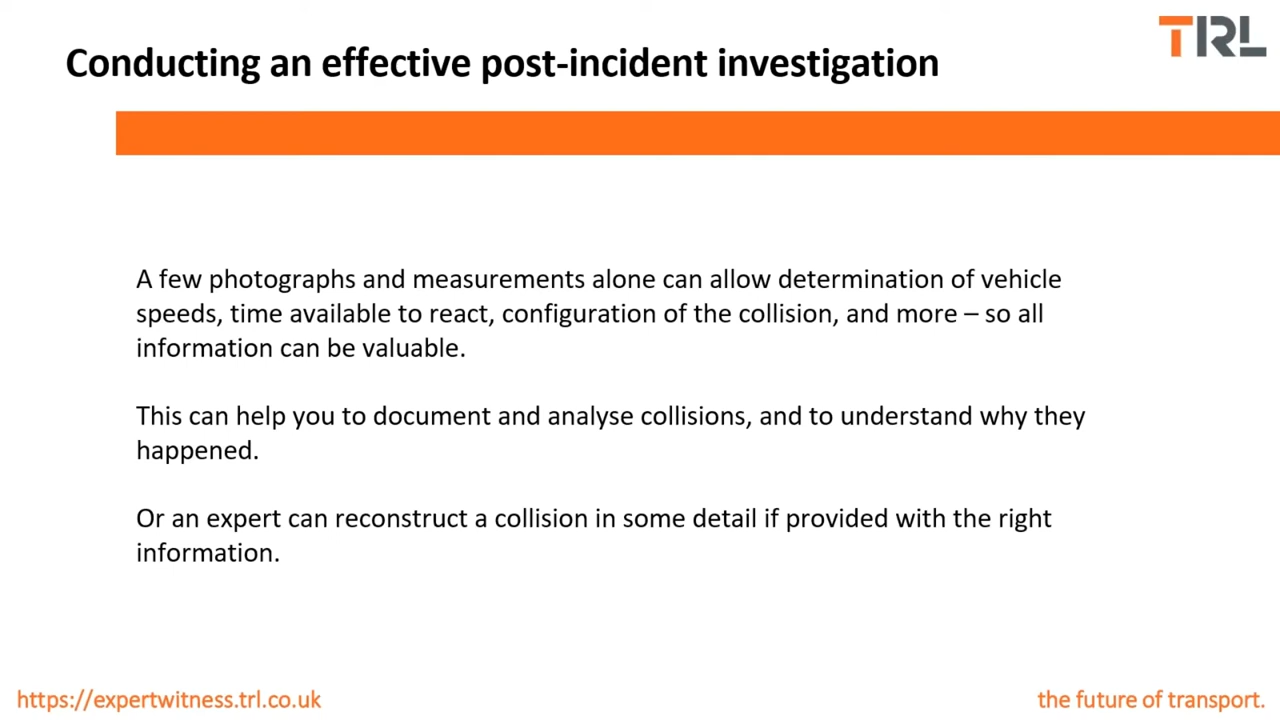 TRL
Conducting an effective post-incident investigation
A few photographs and measurements alone can allow determination of vehicle
speeds, time available to react, configuration of the collision, and more – so all
information can be valuable.
This can help you to document and analyse collisions, and to understand why they
happened.
Or an expert can reconstruct a collision in some detail if provided with the right
information.
https://expertwitness.trl.co.uk
the future of transport.